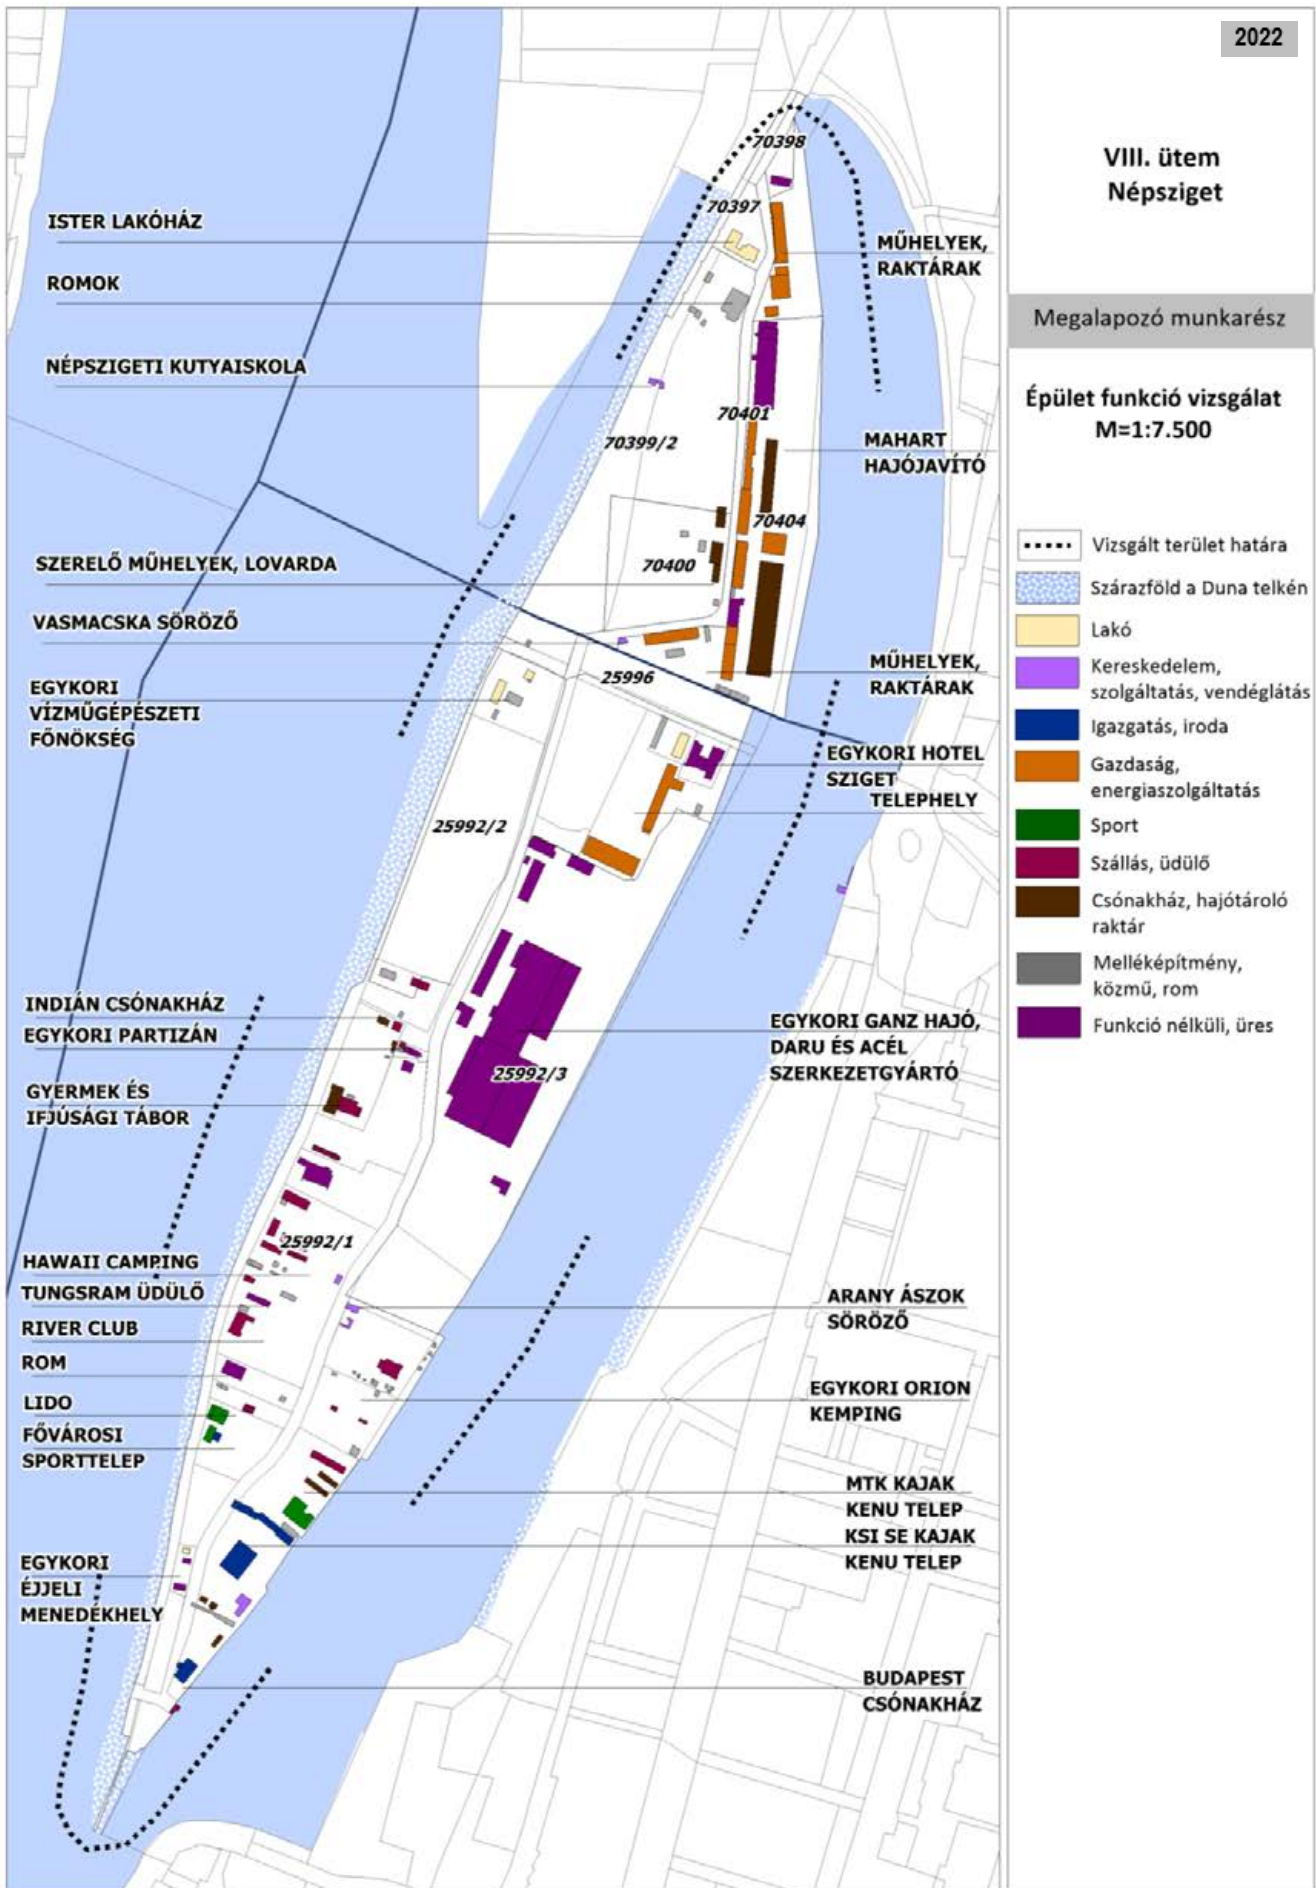 2022
VIII. ütem
Népsziget
Megalapozó munkarész
Épület funkció vizsgálat
M=1:7.500
Vizsgált terület határa
Szárazföld a Duna telkén
Lakó
Kereskedelem,
szolgáltatás, vendéglátás
Igazgatás, iroda
Gazdaság,
energiaszolgáltatás
Sport
Szállás, üdülő
Csónakház, hajótároló
raktár
Melléképítmény,
közmű, rom
Funkció nélküli, üres
ISTER LAKÓHÁZ
ROMOK
NÉPSZIGETI KUTYAISKOLA
SZERELŐ MŰHELYEK, LOVARDA
VASMACSKA SÖRÖZŐ
EGYKORI
VÍZMŰGÉPÉSZETI
FŐNÖKSÉG
INDIÁN CSÓNAKHÁZ
EGYKORI PARTIZÁN
GYERMEK ÉS
IFJÚSÁGI TÁBOR
HAWAII CAMPING
TUNGSRAM ÜDÜLŐ
RIVER CLUB
ROM
LIDO
FŐVÁROSI
SPORTTELEP
EGYKORI
ÉJJELI
MENEDÉKHELY
70398
70397
70401
70399/2
70404
70400
25996
25992/2
25992/3
25992/1
MŰHELYEK,
RAKTÁRAK
MAHART
HAJÓJAVÍTÓ
MŰHELYEK,
RAKTÁRAK
EGYKORI HOTEL
SZIGET
TELEPHELY
EGYKORI GANZ HAJÓ,
DARU ÉS ACÉL
SZERKEZETGYÁRTÓ
ARANY ÁSZOK
SÖRÖZŐ
EGYKORI ORION
KEMPING
MTK KAJAK
KENU TELEP
KSI SE KAJAK
KENU TELEP
BUDAPEST
CSÓNAKHÁZ